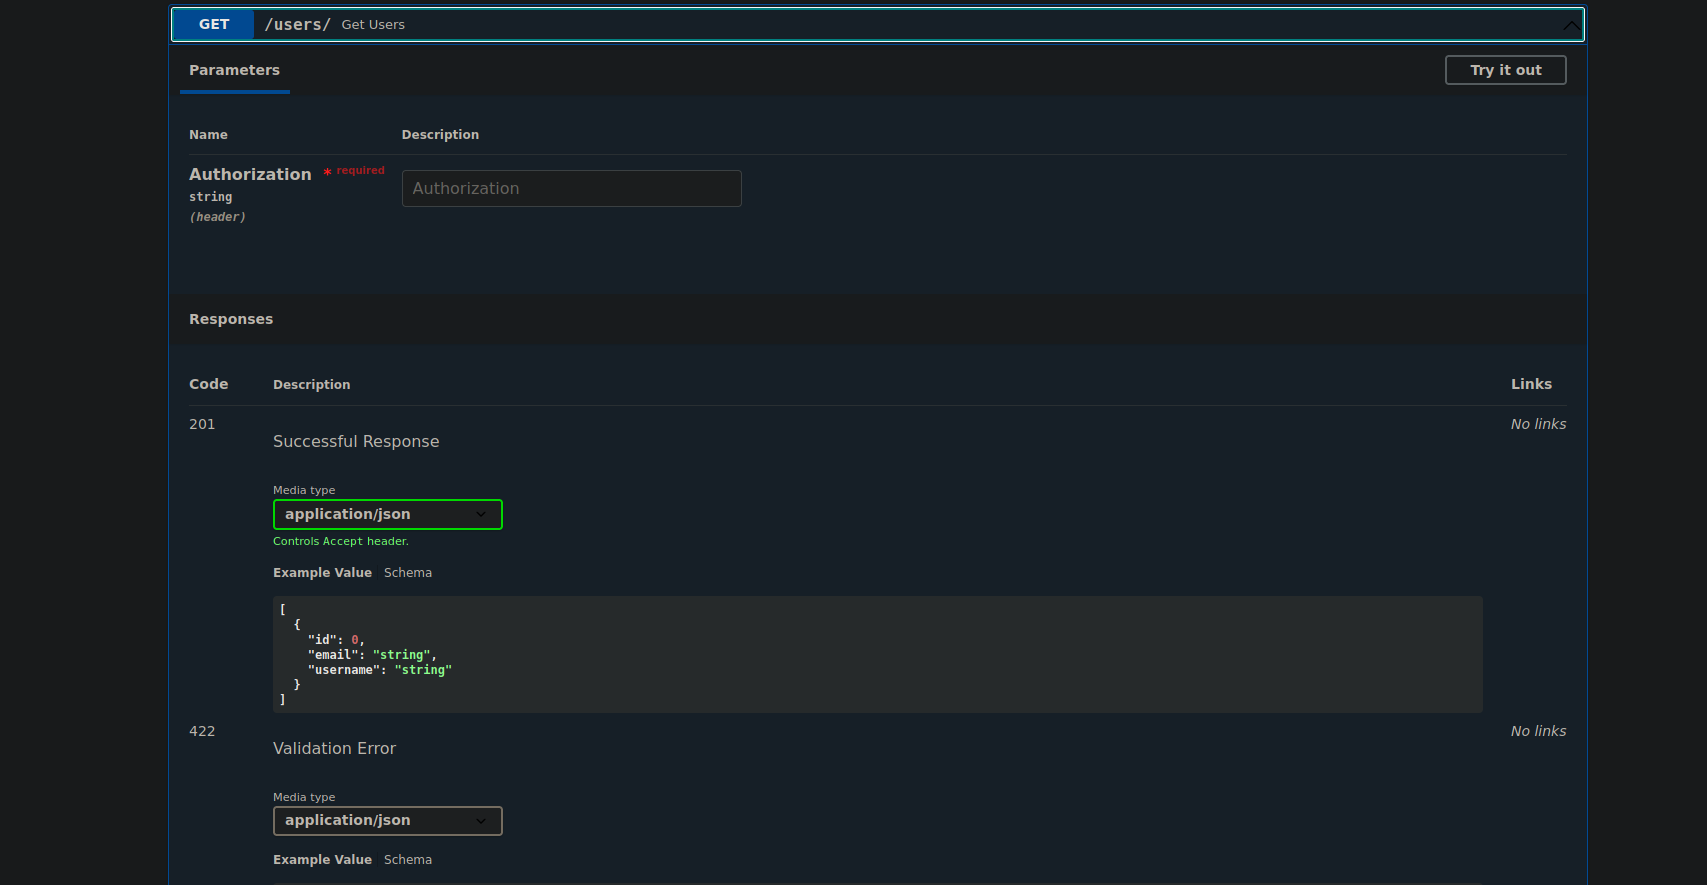 GET /users/ Get Users
Parameters
Try it out
Name Description
Authorization * required
string
(header)
Authorization
Responses
Code Description Links
201 No links
Successful Response
Media type
application/json
Controls Accept header.
Example Value Schema
[
  {
    "id": 0,
    "email": "string",
    "username": "string"
  }
]
422 No links
Validation Error
Media type
application/json
Example Value Schema